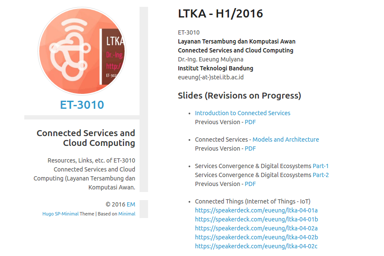 LTKA
ET-3010
Connected Services and
Cloud Computing
Resources, Links, etc. of ET-3010
Connected Services and Cloud
Computing (Layanan Tersambung dan
Komputasi Awan.
© 2016 EM
Hugo SP-Minimal Theme | Based on Minimal
LTKA - H1/2016
ET-3010
Layanan Tersambung dan Komputasi Awan
Connected Services and Cloud Computing
Dr.-Ing. Eueung Mulyana
Institut Teknologi Bandung
eueung[-at-]stei.itb.ac.id
Slides (Revisions on Progress)
Introduction to Connected Services
Previous Version - PDF
Connected Services - Models and Architecture
Previous Version - PDF
Services Convergence & Digital Ecosystems Part-1
Services Convergence & Digital Ecosystems Part-2
Previous Version - PDF
Connected Things (Internet of Things - IoT)
https://speakerdeck.com/eueung/ltka-04-01a
https://speakerdeck.com/eueung/ltka-04-01b
https://speakerdeck.com/eueung/ltka-04-02a
https://speakerdeck.com/eueung/ltka-04-02b
https://speakerdeck.com/eueung/ltka-04-02c